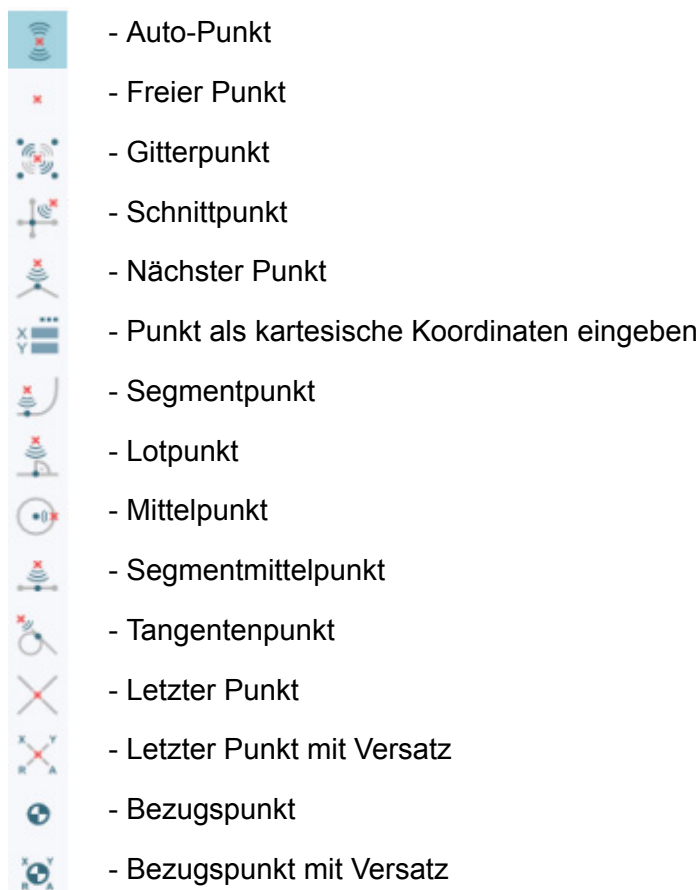 - Auto-Punkt
- Freier Punkt
- Gitterpunkt
- Schnittpunkt
- Nächster Punkt
X Y - Punkt als kartesische Koordinaten eingeben
- Segmentpunkt
- Lotpunkt
- Mittelpunkt
- Segmentmittelpunkt
- Tangentenpunkt
- Letzter Punkt
X Y R A - Letzter Punkt mit Versatz
- Bezugspunkt
X Y R A - Bezugspunkt mit Versatz